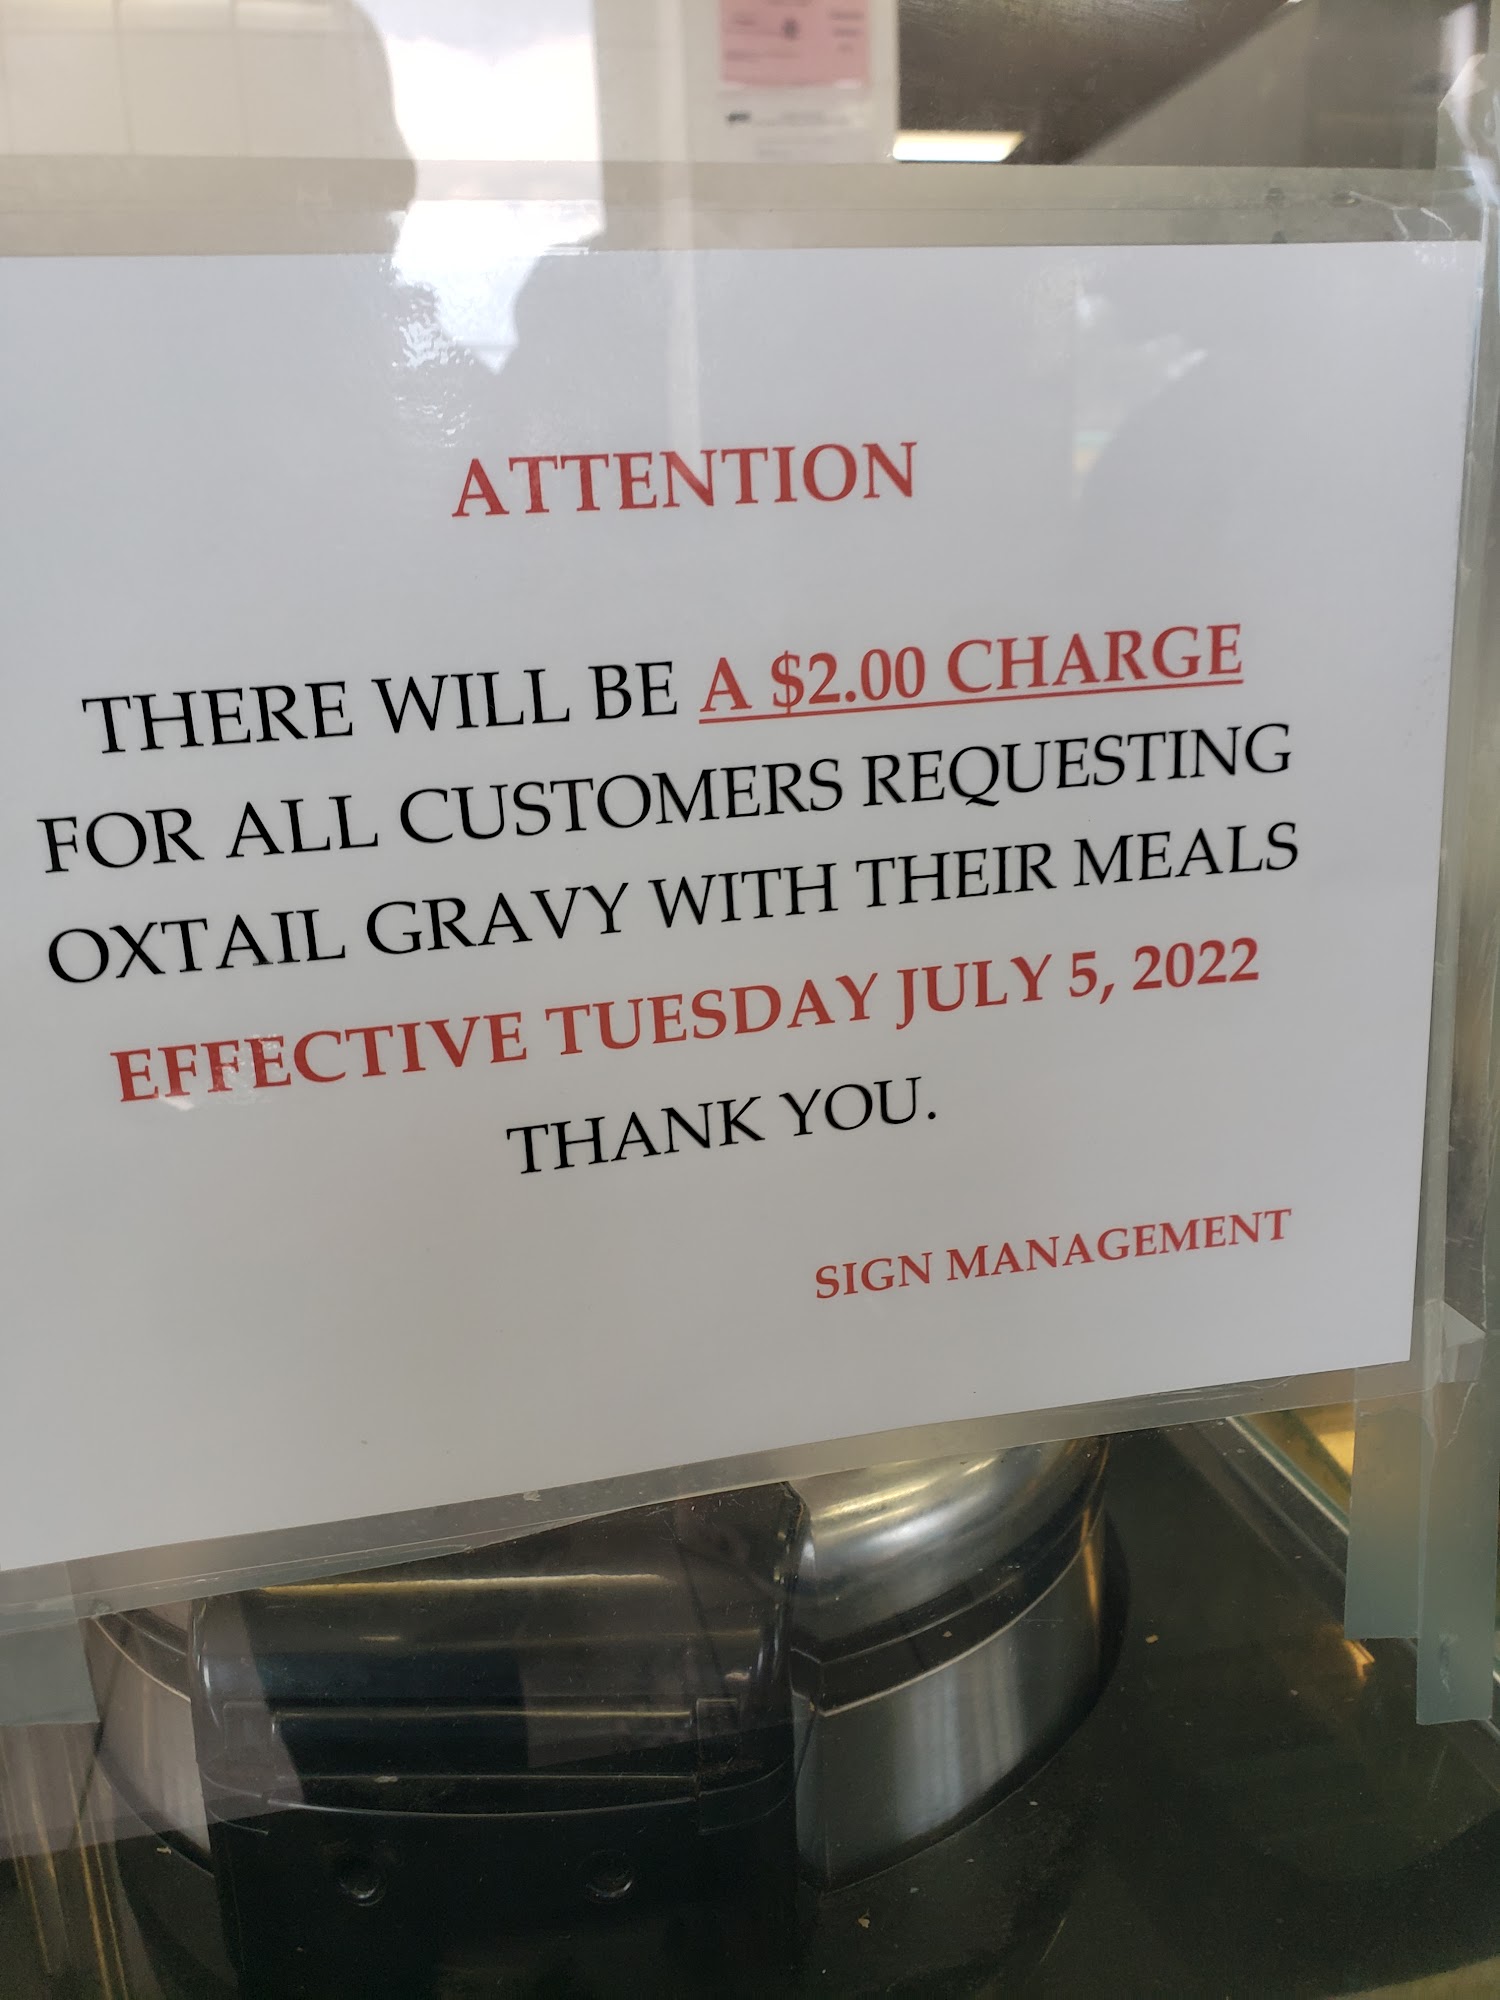 ATTENTION
THERE WILL BE A $2.00 CHARGE
FOR ALL CUSTOMERS REQUESTING
OXTAIL GRAVY WITH THEIR MEALS
EFFECTIVE TUESDAY JULY 5, 2022
THANK YOU.
SIGN MANAGEMENT